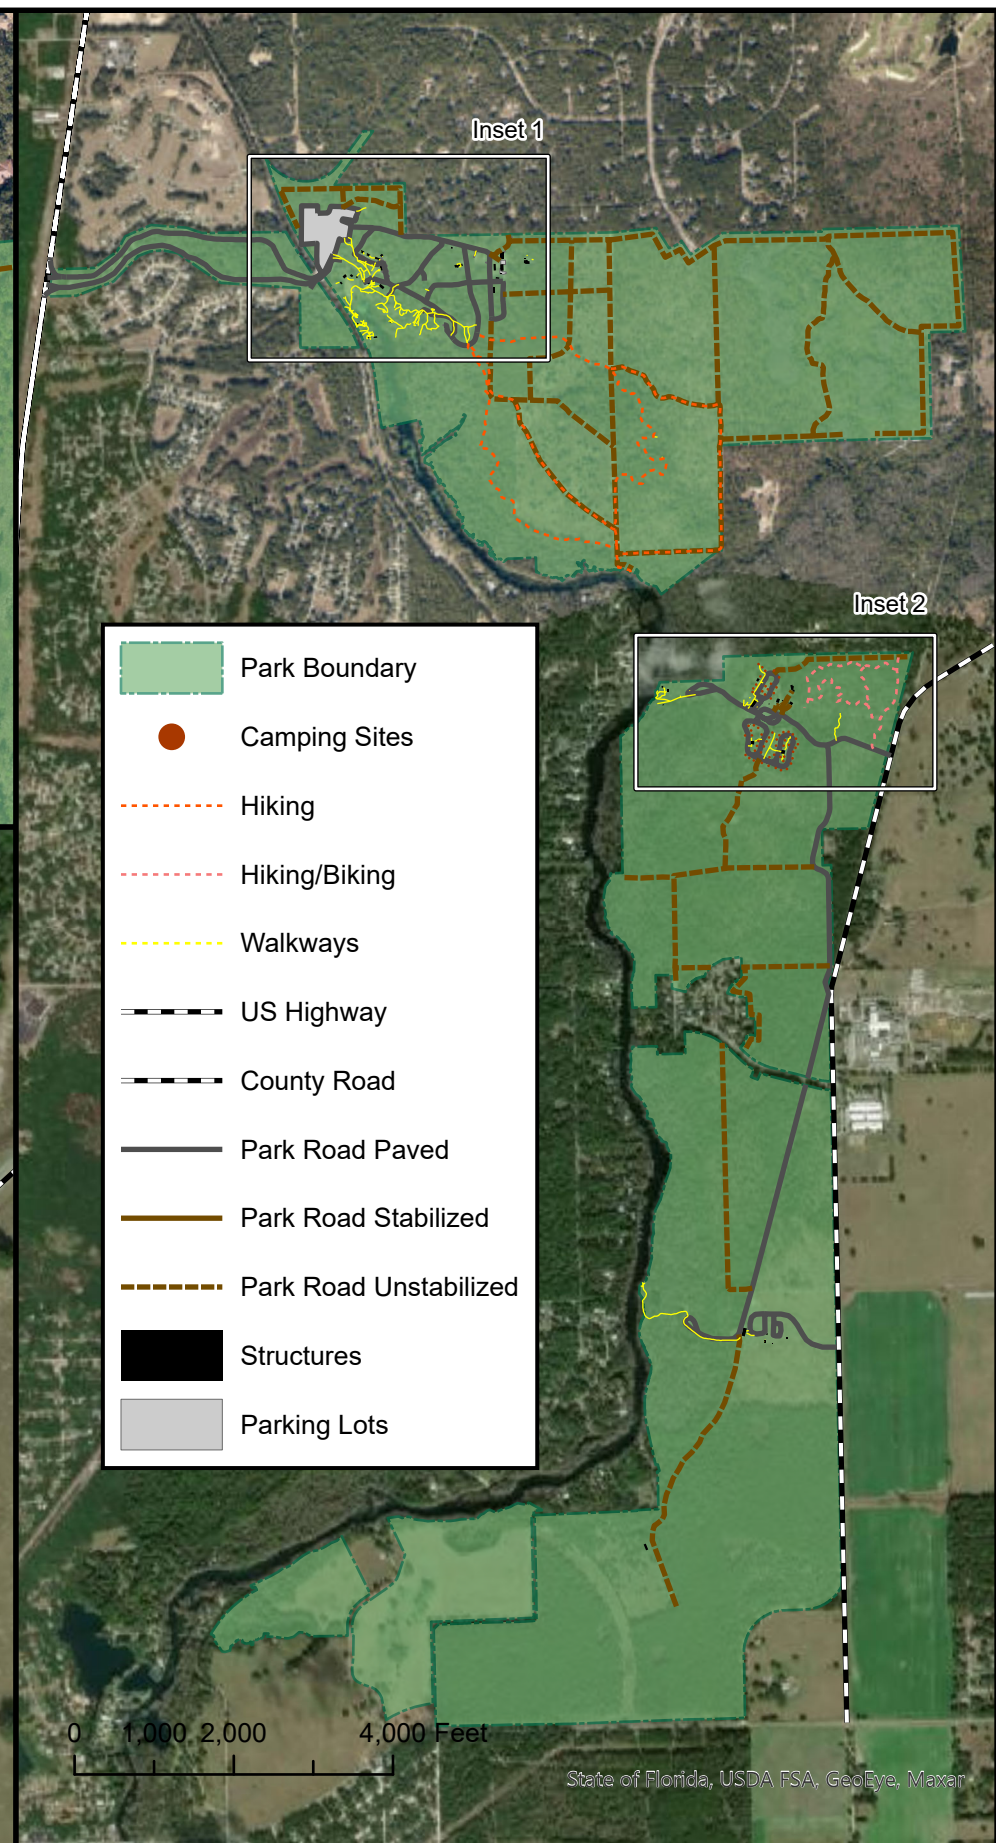 Inset 1
Inset 2
Park Boundary
Camping Sites
Hiking
Hiking/Biking
Walkways
US Highway
County Road
Park Road Paved
Park Road Stabilized
Park Road Unstabilized
Structures
Parking Lots
0 1,000 2,000 4,000 Feet
State of Florida, USDA FSA, GeoEye, Maxar